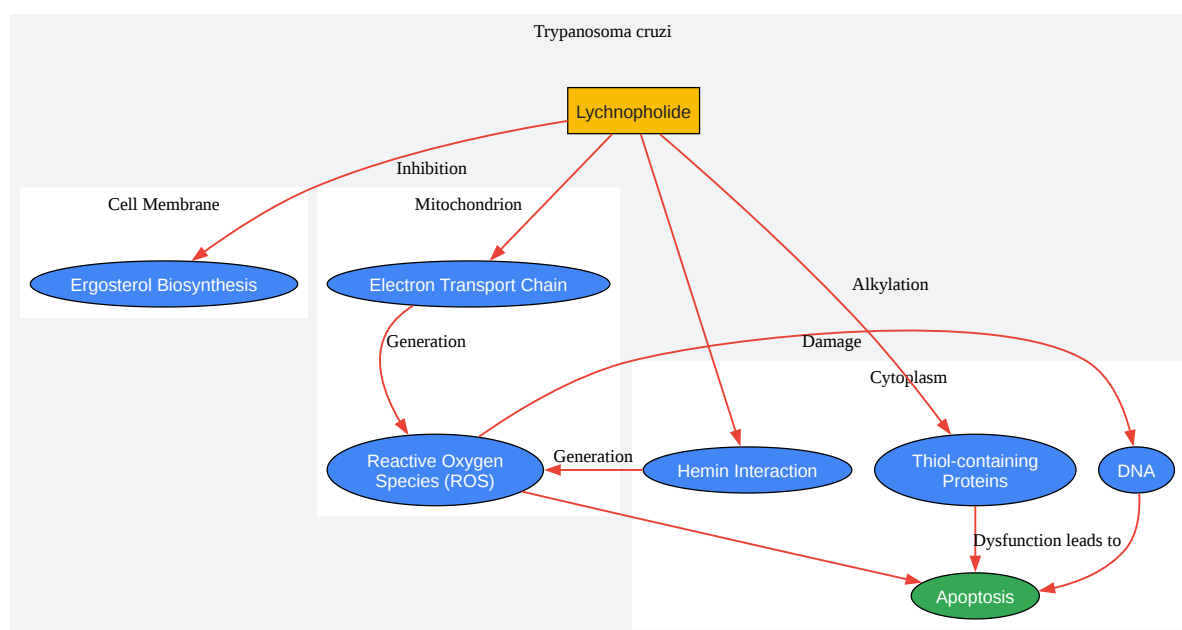 Trypanosoma cruzi
Lychnopholide
Inhibition
Cell Membrane
Mitochondrion
Ergosterol Biosynthesis
Electron Transport Chain
Alkylation
Generation
Damage
Cytoplasm
Generation
Reactive Oxygen
Species (ROS)
Hemin Interaction
Thiol-containing
Proteins
DNA
Dysfunction leads to
Apoptosis